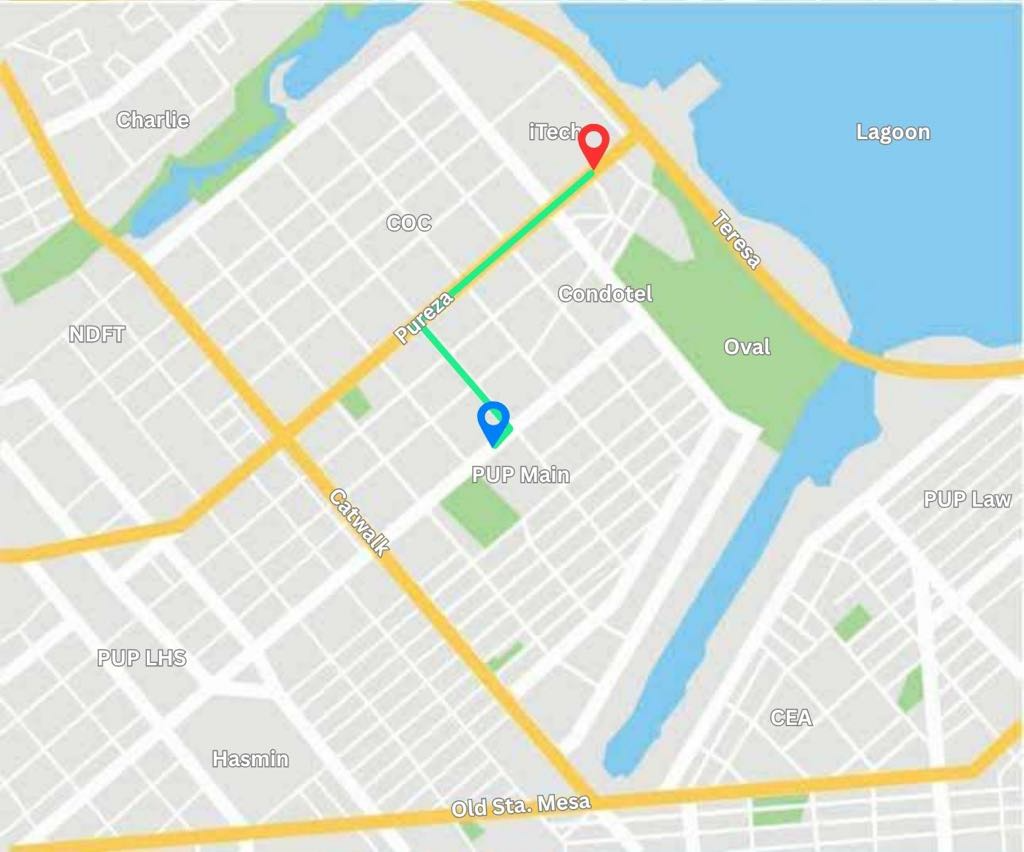 Charlie
iTech
Lagoon
COC
Teresa
Condotel
Pureza
NDFT
Oval
PUP Main
PUP Law
Catwalk
PUP LHS
CEA
Hasmin
Old Sta. Mesa